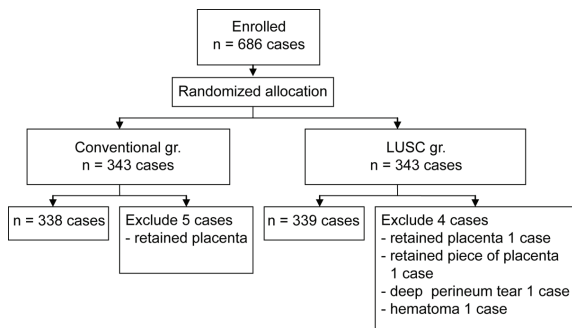 Enrolled
n = 686 cases
Randomized allocation
Conventional gr.
n = 343 cases
LUSC gr.
n = 343 cases
n = 338 cases
Exclude 5 cases
- retained placenta
n = 339 cases
Exclude 4 cases
- retained placenta 1 case
- retained piece of placenta
1 case
- deep perineum tear 1 case
- hematoma 1 case